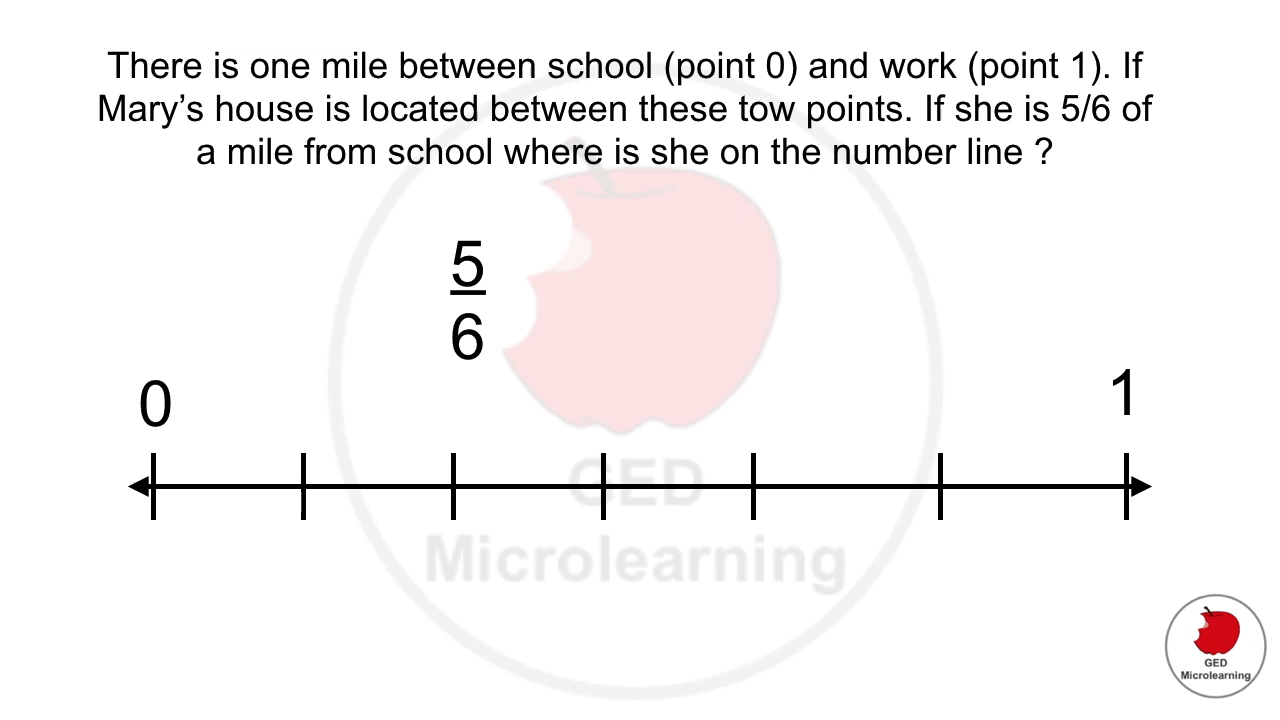 There is one mile between school (point 0) and work (point 1). If
Mary’s house is located between these tow points. If she is 5/6 of
a mile from school where is she on the number line ?
5
6
0
1
GED
Microlearning
GED
Microlearning